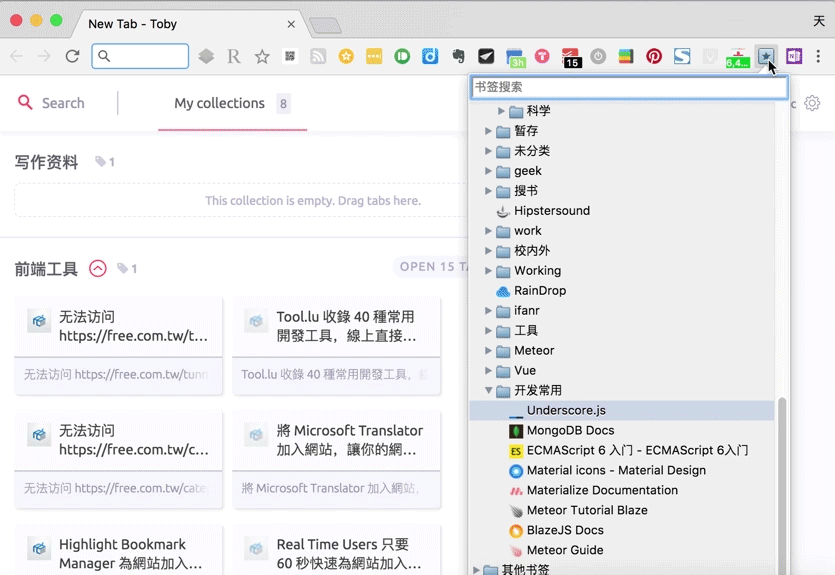 New Tab - Toby
天
R
3h
15
6,4...
N
Search
My collections 8
c
书签搜索
写作资料 1
This collection is empty. Drag tabs here.
前端工具 1
OPEN 15 TA
无法访问
https://free.com.tw/t...
无法访问 https://free.com.tw/tunn
Tool.lu 收錄 40 種常用
開發工具，線上直接...
Tool.lu 收錄 40 種常用開發工具，
无法访问
https://free.com.tw/c...
无法访问 https://free.com.tw/cate
將 Microsoft Translator
加入網站，讓你的網...
將 Microsoft Translator 加入網站，
Highlight Bookmark
Manager 為網站加入...
Real Time Users 只要
60 秒快速為網站加入...
科学
暂存
未分类
geek
搜书
Hipstersound
work
校内外
Working
RainDrop
ifanr
工具
Meteor
Vue
开发常用
Underscore.js
MongoDB Docs
ES ECMAScript 6 入门 - ECMAScript 6入门
Material icons - Material Design
Materialize Documentation
Meteor Tutorial Blaze
BlazeJS Docs
Meteor Guide
其他书签